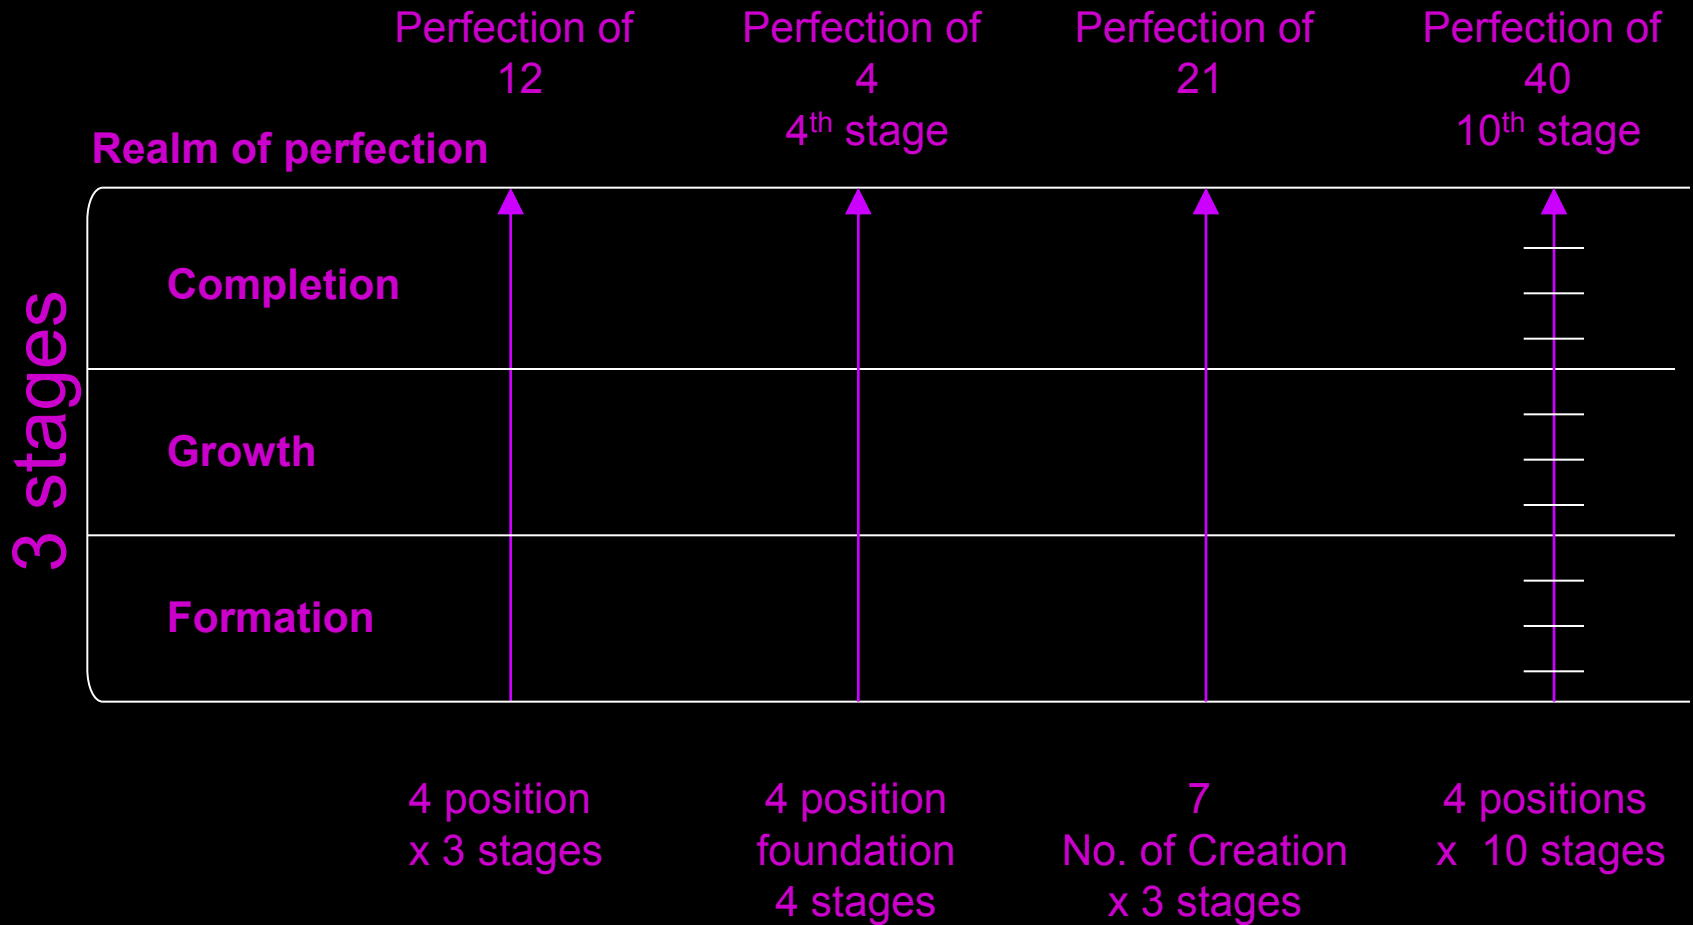 Perfection of
12
Perfection of
4
4th stage
Perfection of
21
Perfection of
40
10th stage
Realm of perfection
3 stages
Completion
Growth
Formation
4 position
x 3 stages
4 position
foundation
4 stages
7
No. of Creation
x 3 stages
4 positions
x 10 stages